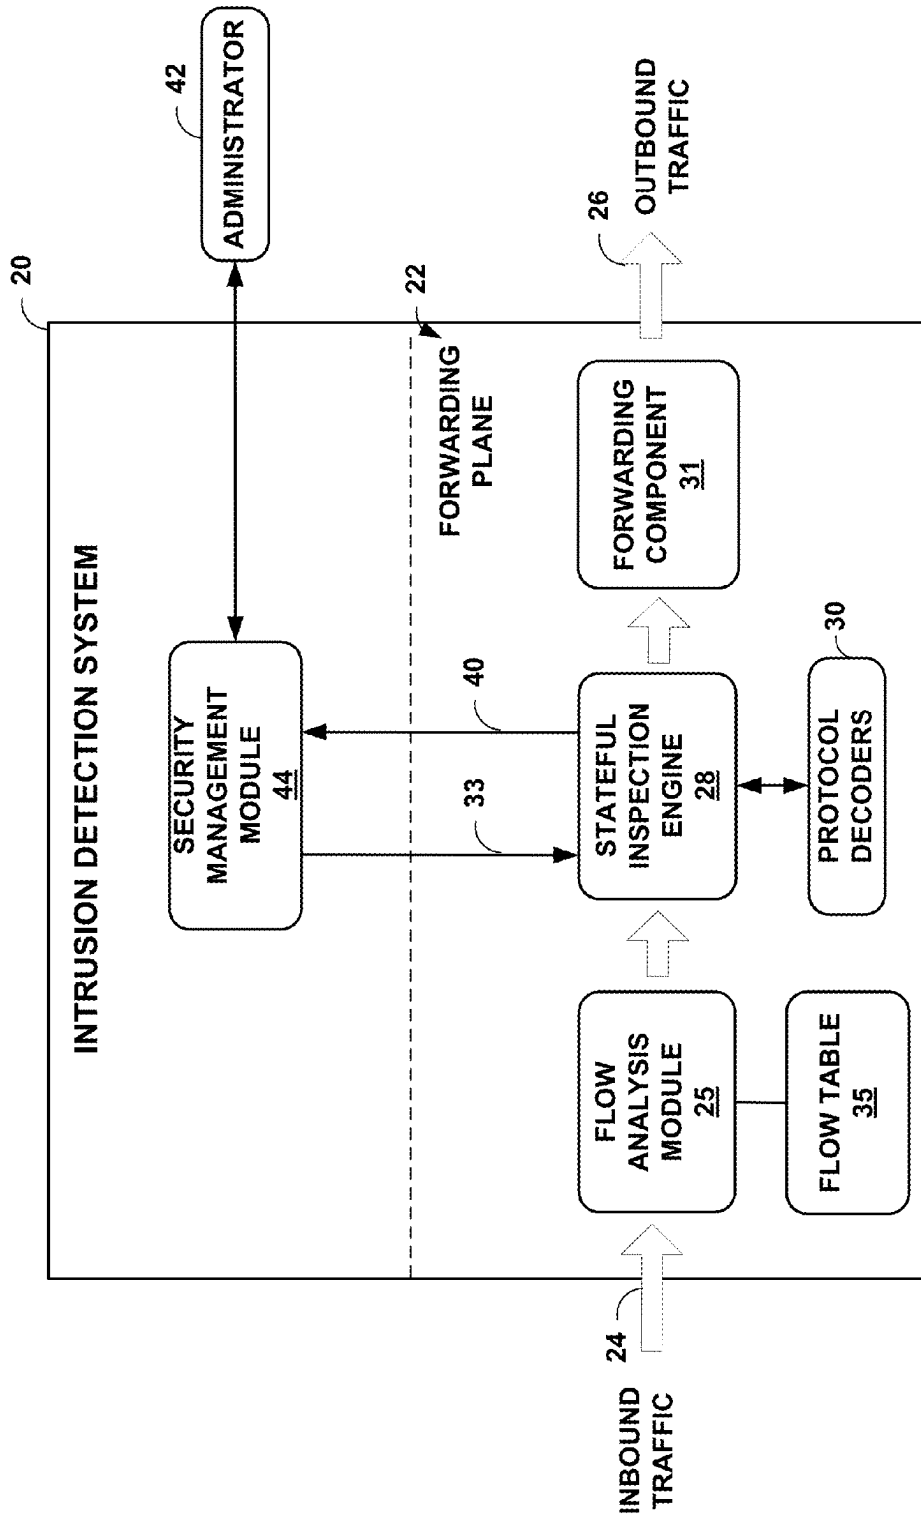 INTRUSION DETECTION SYSTEM
20
42
ADMINISTRATOR
SECURITY
MANAGEMENT
MODULE
44
33
40
22
FORWARDING
PLANE
INBOUND
TRAFFIC
24
FLOW
ANALYSIS
MODULE
25
STATEFUL
INSPECTION
ENGINE
28
FORWARDING
COMPONENT
31
26
OUTBOUND
TRAFFIC
FLOW TABLE
35
PROTOCOL
DECODERS
30